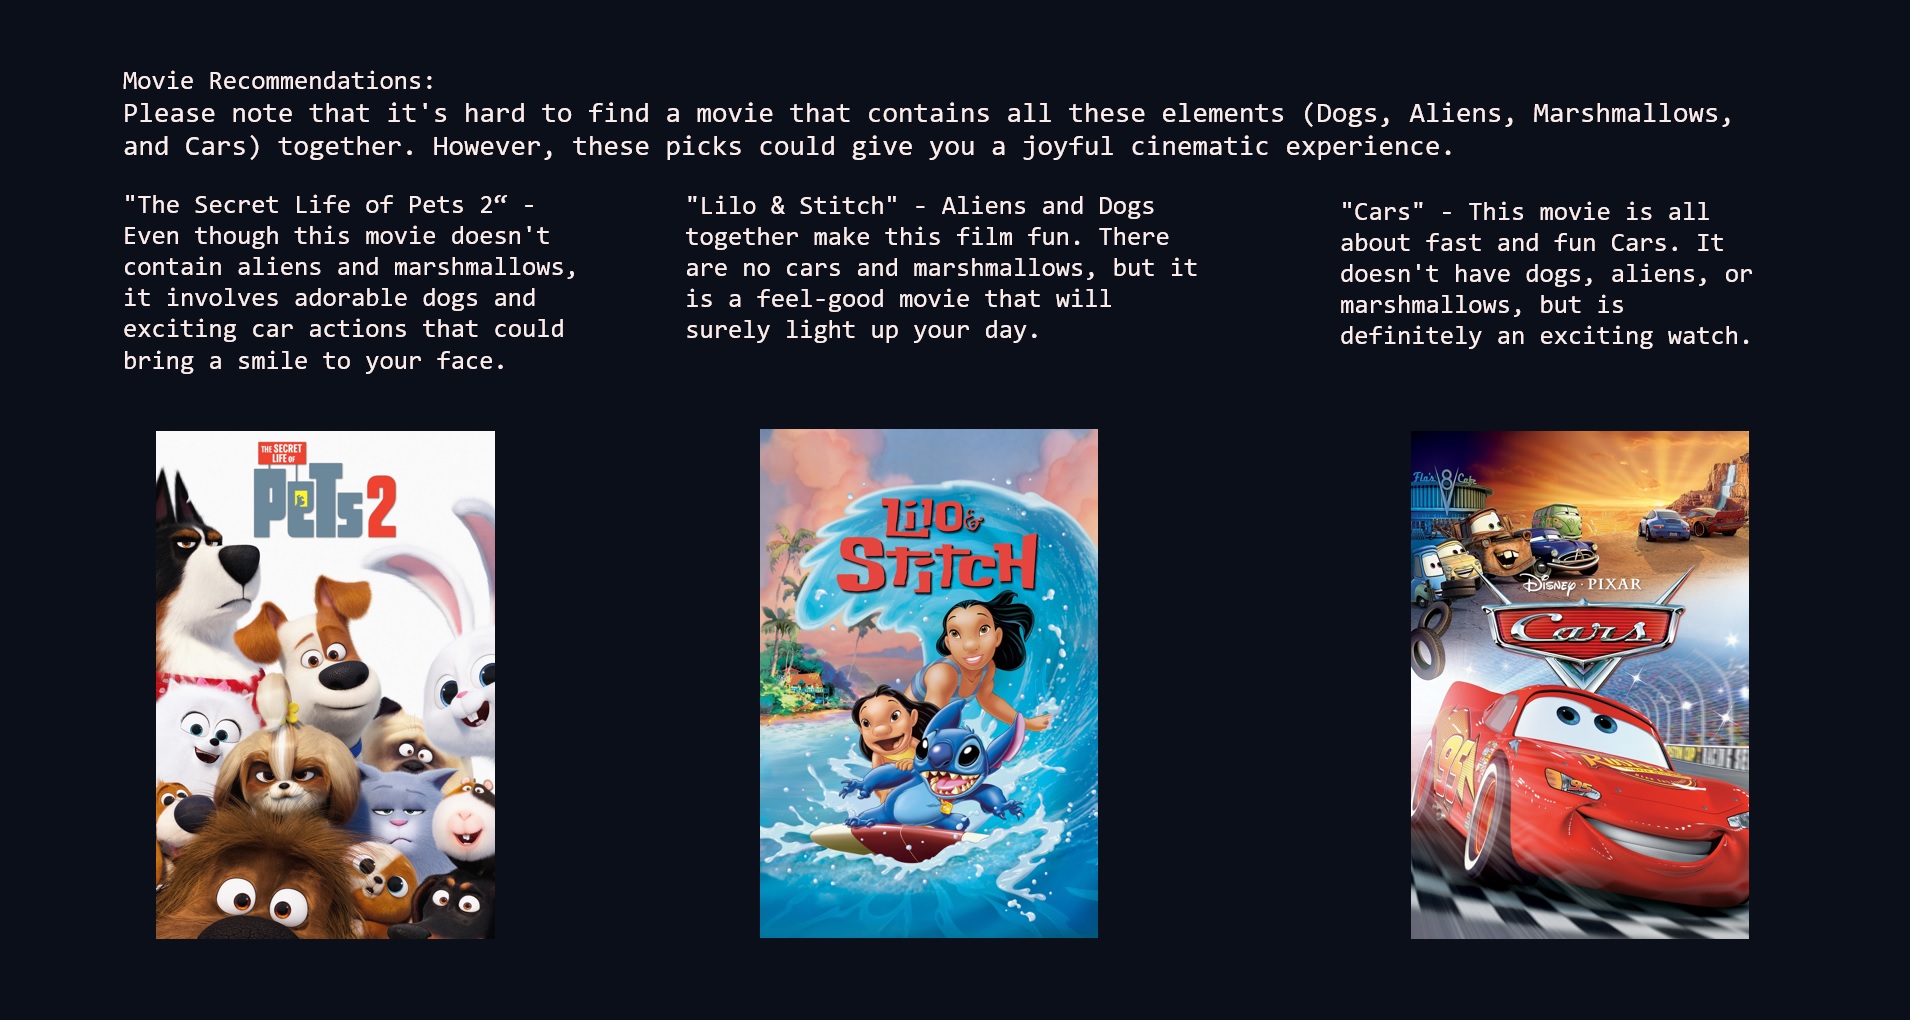 Movie Recommendations:
Please note that it's hard to find a movie that contains all these elements (Dogs, Aliens, Marshmallows,
and Cars) together. However, these picks could give you a joyful cinematic experience.
"The Secret Life of Pets 2“ -
Even though this movie doesn't
contain aliens and marshmallows,
it involves adorable dogs and
exciting car actions that could
bring a smile to your face.
"Lilo & Stitch" - Aliens and Dogs
together make this film fun. There
are no cars and marshmallows, but it
is a feel-good movie that will
surely light up your day.
"Cars" - This movie is all
about fast and fun Cars. It
doesn't have dogs, aliens, or
marshmallows, but is
definitely an exciting watch.
THE SECRET
LIFE OF
PETS 2
Lilo &
Stitch
Flo's V8 Cafe
Disney · PIXAR
Cars
95
95